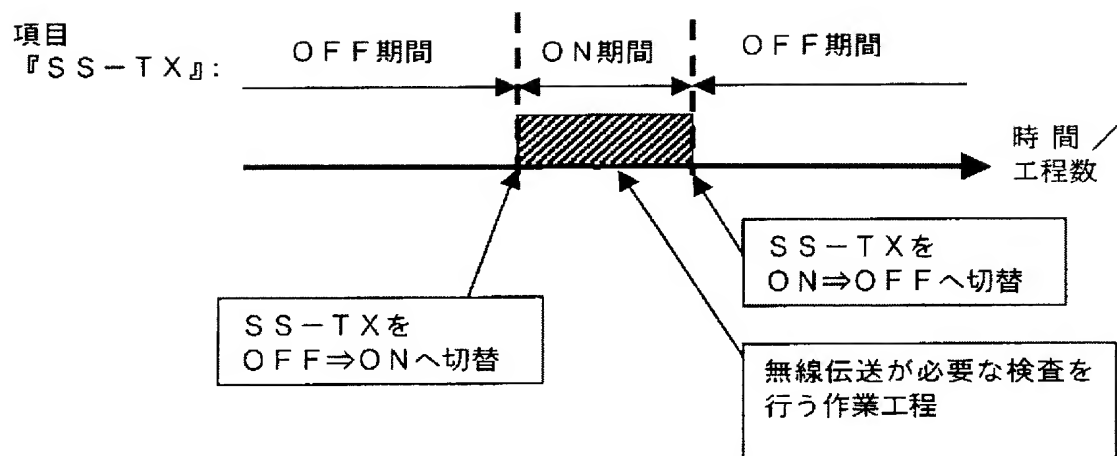 項目
『ＳＳ－ＴＸ』:
ＯＦＦ期間
ＯＮ期間
ＯＦＦ期間
時間／
工程数
ＳＳ－ＴＸを
ＯＮ⇒ＯＦＦへ切替
ＳＳ－ＴＸを
ＯＦＦ⇒ＯＮへ切替
無線伝送が必要な検査を
行う作業工程